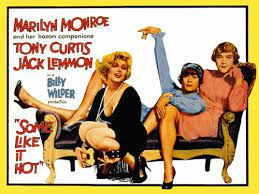 MARILYN MONROE
and her bosom companions
TONY CURTIS
JACK LEMMON
in a
BILLY
WILDER
production
"SOME
LIKE IT
HOT"